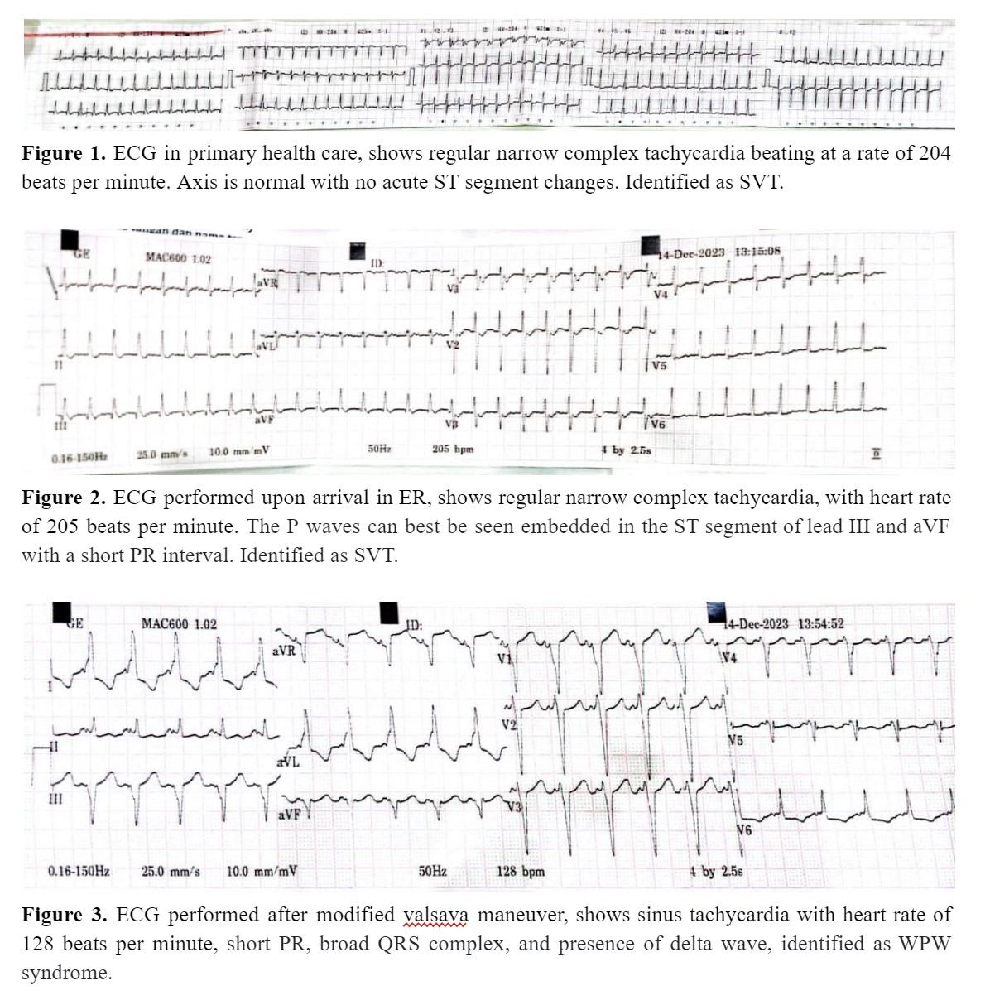 Figure 1. ECG in primary health care, shows regular narrow complex tachycardia beating at a rate of 204
beats per minute. Axis is normal with no acute ST segment changes. Identified as SVT.
GE MAC600 1.02 ID: 14-Dec-2023 13:15:08
aVR V1 V4
II aVL V2 V5
III aVF V3 V6
0.16-150Hz 25.0 mm/s 10.0 mm/mV 50Hz 205 bpm 4 by 2.5s
Figure 2. ECG performed upon arrival in ER, shows regular narrow complex tachycardia, with heart rate
of 205 beats per minute. The P waves can best be seen embedded in the ST segment of lead III and aVF
with a short PR interval. Identified as SVT.
GE MAC600 1.02 ID: 14-Dec-2023 13:54:52
I aVR V1 V4
II aVL V2 V5
III aVF V3 V6
0.16-150Hz 25.0 mm/s 10.0 mm/mV 50Hz 128 bpm 4 by 2.5s
Figure 3. ECG performed after modified valsava maneuver, shows sinus tachycardia with heart rate of
128 beats per minute, short PR, broad QRS complex, and presence of delta wave, identified as WPW
syndrome.